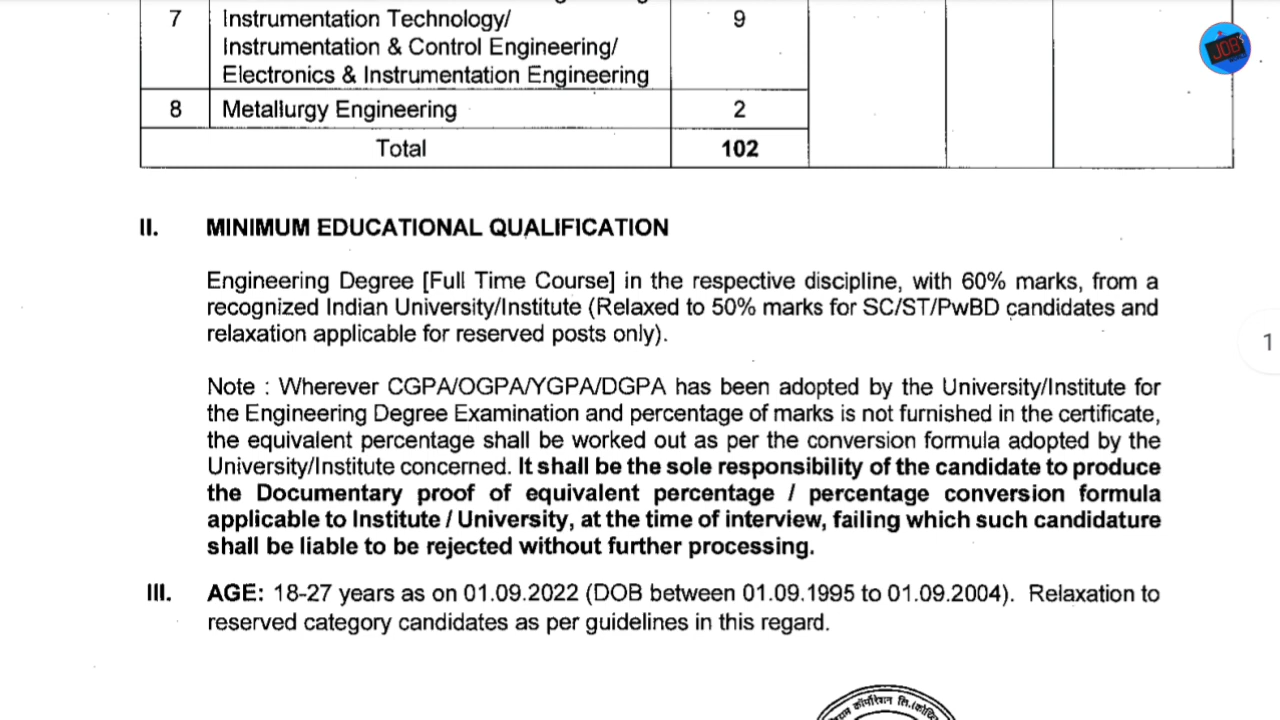 7 Instrumentation Technology/ 9
Instrumentation & Control Engineering/
Electronics & Instrumentation Engineering
8 Metallurgy Engineering 2
Total 102
JOB'S
II. MINIMUM EDUCATIONAL QUALIFICATION
Engineering Degree [Full Time Course] in the respective discipline, with 60% marks, from a
recognized Indian University/Institute (Relaxed to 50% marks for SC/ST/PwBD candidates and
relaxation applicable for reserved posts only).
1
Note : Wherever CGPA/OGPA/YGPA/DGPA has been adopted by the University/Institute for
the Engineering Degree Examination and percentage of marks is not furnished in the certificate,
the equivalent percentage shall be worked out as per the conversion formula adopted by the
University/Institute concerned. It shall be the sole responsibility of the candidate to produce
the Documentary proof of equivalent percentage / percentage conversion formula
applicable to Institute / University, at the time of interview, failing which such candidature
shall be liable to be rejected without further processing.
III. AGE: 18-27 years as on 01.09.2022 (DOB between 01.09.1995 to 01.09.2004). Relaxation to
reserved category candidates as per guidelines in this regard.
कॉर्पोरेशन लि.